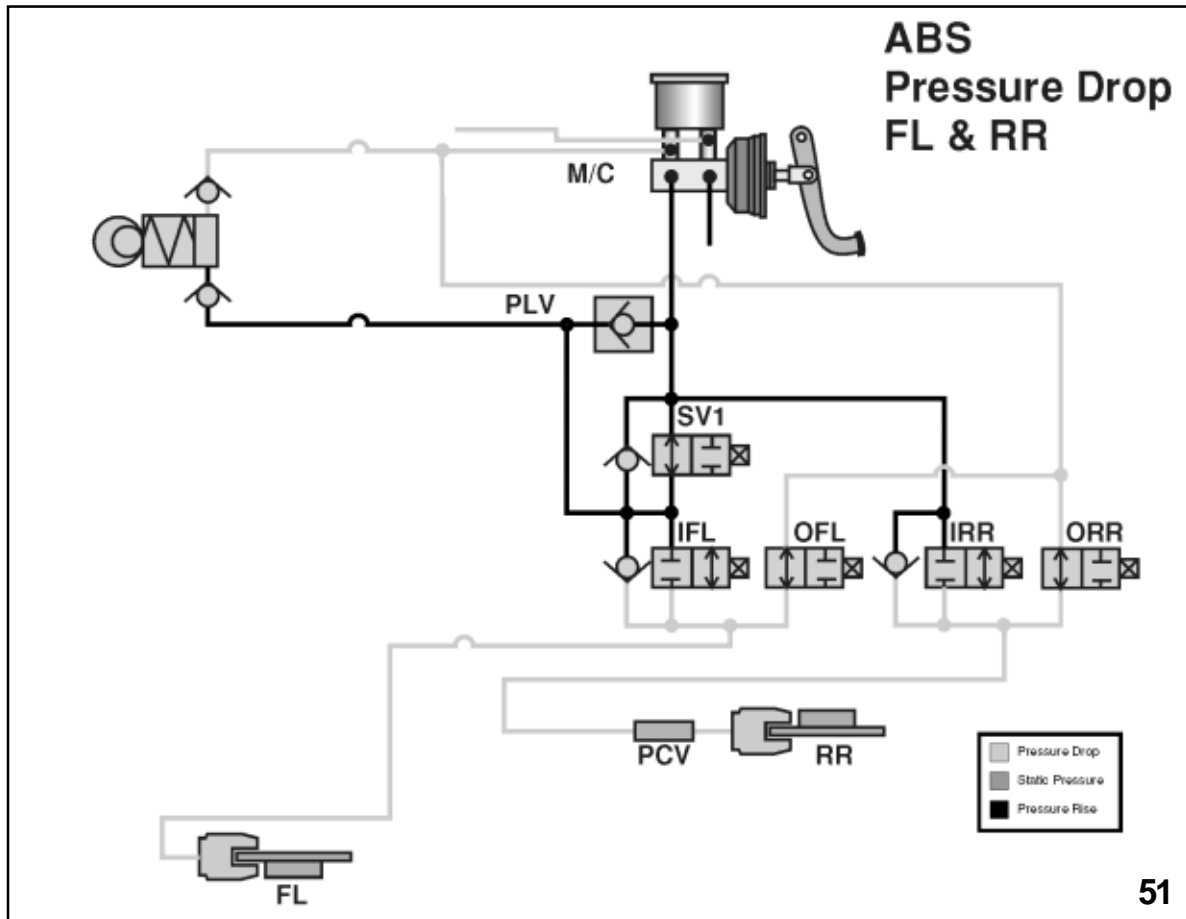 ABS
Pressure Drop
FL & RR
M/C
PLV
SV1
IFL
OFL
IRR
ORR
PCV
RR
FL
Pressure Drop
Static Pressure
Pressure Rise
51